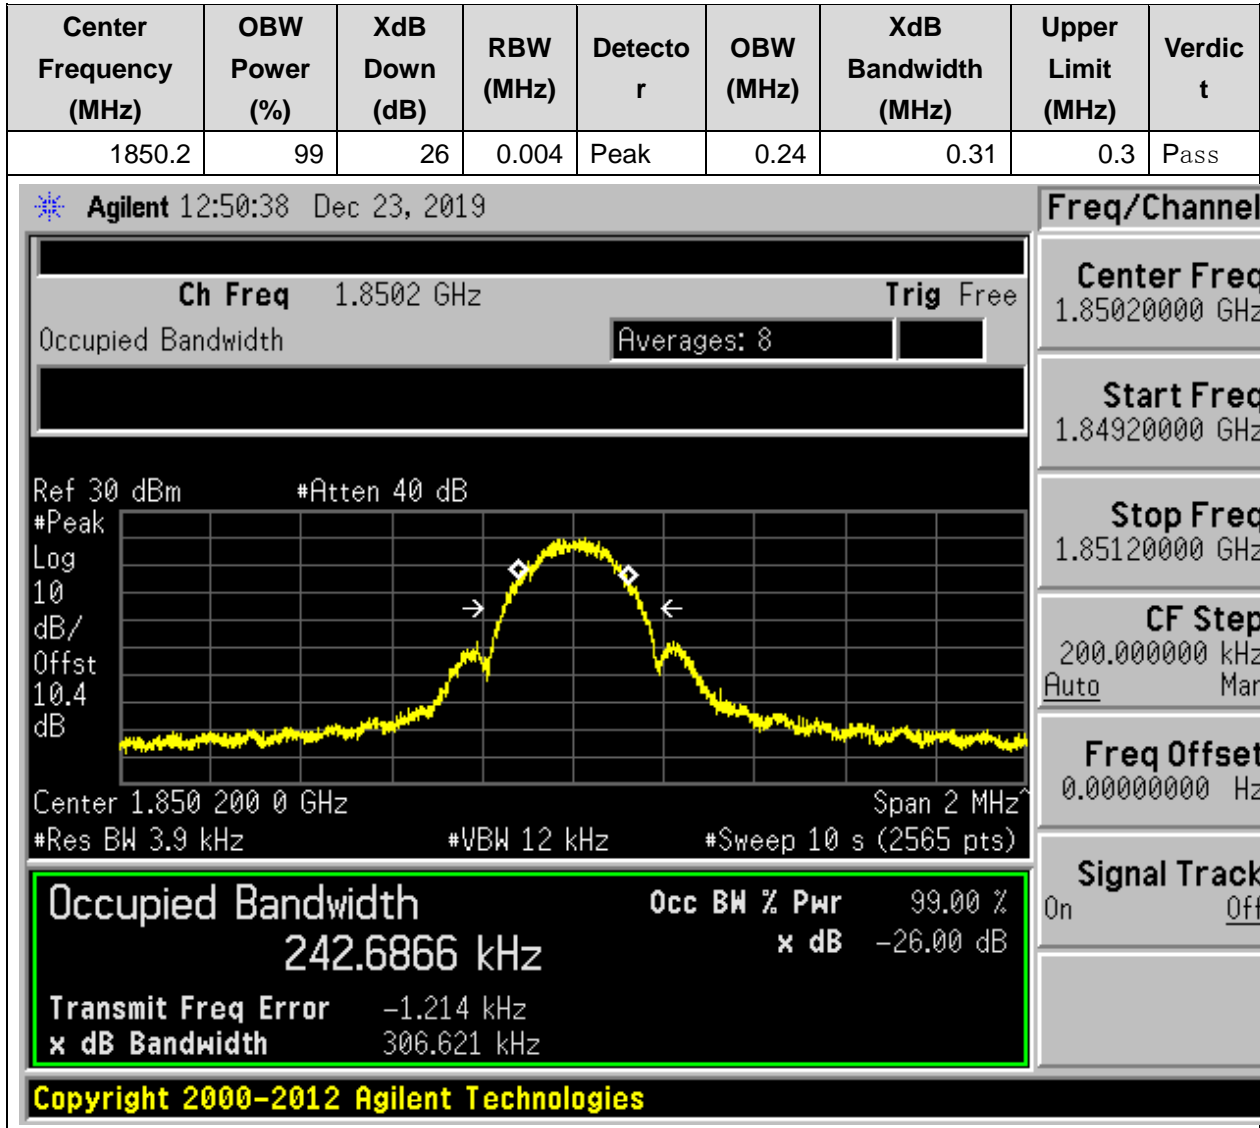 Center Frequency (MHz) OBW Power (%) XdB Down (dB) RBW (MHz) Detector OBW (MHz) XdB Bandwidth (MHz) Upper Limit (MHz) Verdict
1850.2 99 26 0.004 Peak 0.24 0.31 0.3 Pass
Agilent 12:50:38 Dec 23, 2019
Freq/Channel
Ch Freq 1.8502 GHz Trig Free
Occupied Bandwidth Averages: 8
Center Freq
1.85020000 GHz
Start Freq
1.84920000 GHz
Stop Freq
1.85120000 GHz
CF Step
200.000000 kHz
Auto Man
Freq Offset
0.00000000 Hz
Signal Track
On Off
Ref 30 dBm #Atten 40 dB
#Peak
Log
10
dB/
Offst
10.4
dB
Center 1.850 200 0 GHz Span 2 MHz^
#Res BW 3.9 kHz #VBW 12 kHz #Sweep 10 s (2565 pts)
Occupied Bandwidth Occ BW % Pwr 99.00 %
242.6866 kHz x dB -26.00 dB
Transmit Freq Error -1.214 kHz
x dB Bandwidth 306.621 kHz
Copyright 2000-2012 Agilent Technologies